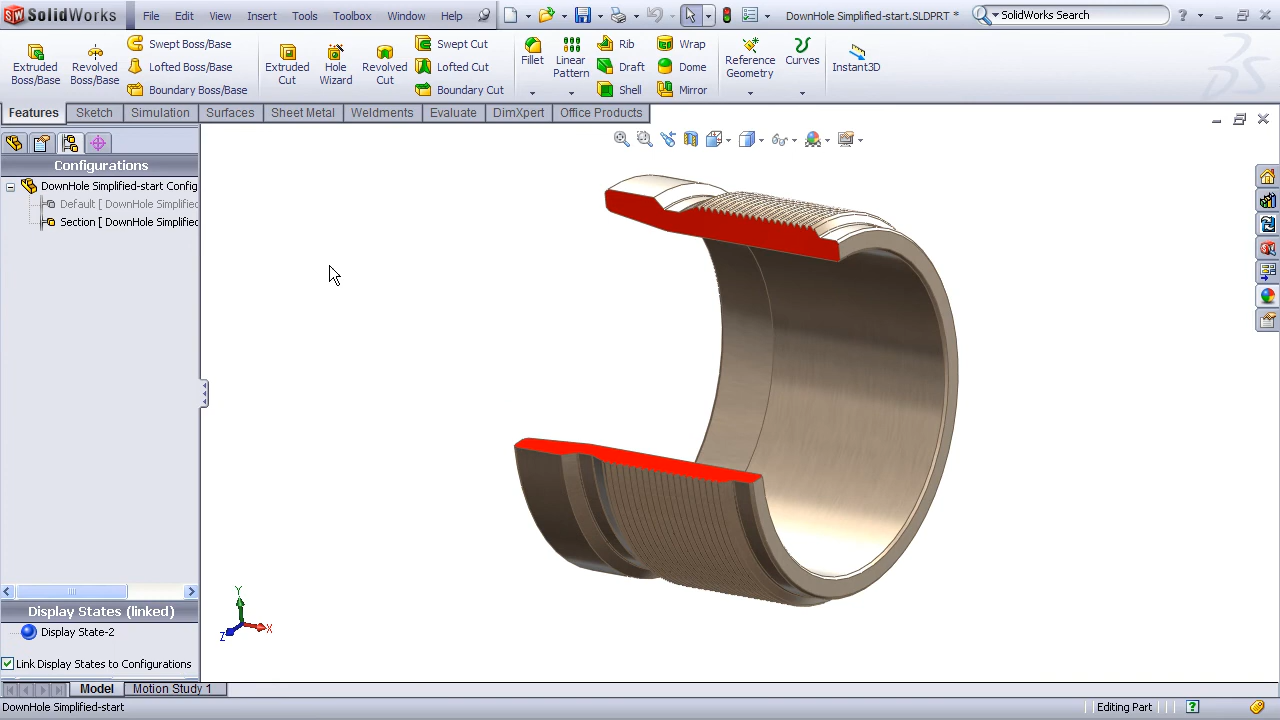 SolidWorks File Edit View Insert Tools Toolbox Window Help DownHole Simplified-start.SLDPRT * SolidWorks Search
Extruded Boss/Base
Revolved Boss/Base
Swept Boss/Base
Lofted Boss/Base
Boundary Boss/Base
Extruded Cut
Hole Wizard
Revolved Cut
Swept Cut
Lofted Cut
Boundary Cut
Fillet
Linear Pattern
Rib
Draft
Shell
Wrap
Dome
Mirror
Reference Geometry
Curves
Instant3D
Features Sketch Simulation Surfaces Sheet Metal Weldments Evaluate DimXpert Office Products
Configurations
DownHole Simplified-start Config
Default [ DownHole Simplified
Section [ DownHole Simplified
Y
X
Z
Display States (linked)
Display State-2
Link Display States to Configurations
Model Motion Study 1
DownHole Simplified-start Editing Part